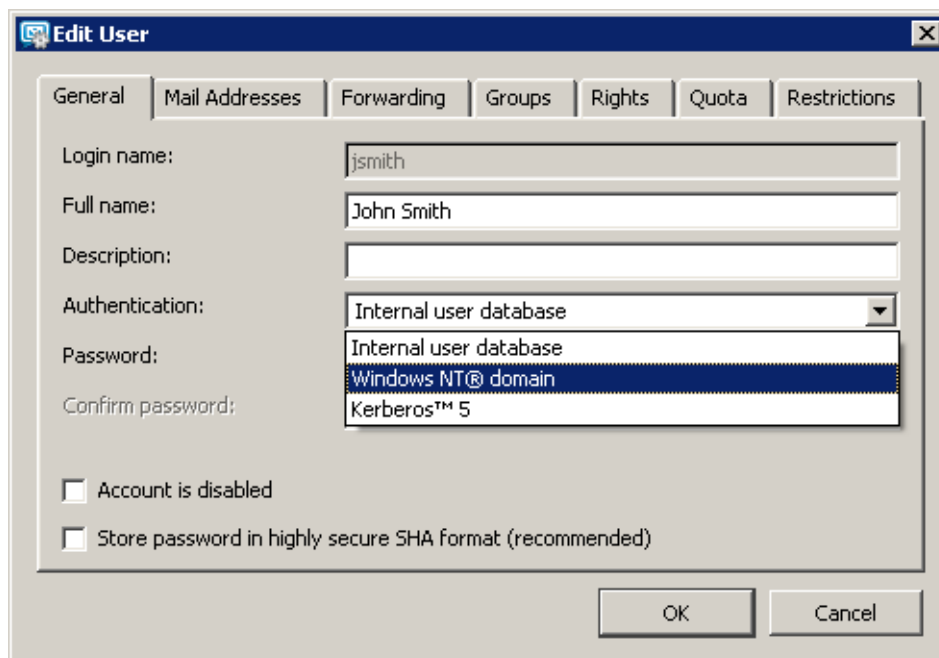 Edit User
General Mail Addresses Forwarding Groups Rights Quota Restrictions
Login name: jsmith
Full name: John Smith
Description:
Authentication: Internal user database
Internal user database
Password:
Windows NT® domain
Confirm password: Kerberos™ 5
Account is disabled
Store password in highly secure SHA format (recommended)
OK Cancel